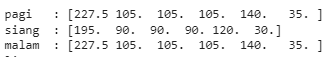 pagi : [227.5 105. 105. 105. 140. 35. ]
siang : [195. 90. 90. 90. 120. 30.]
malam : [227.5 105. 105. 105. 140. 35. ]